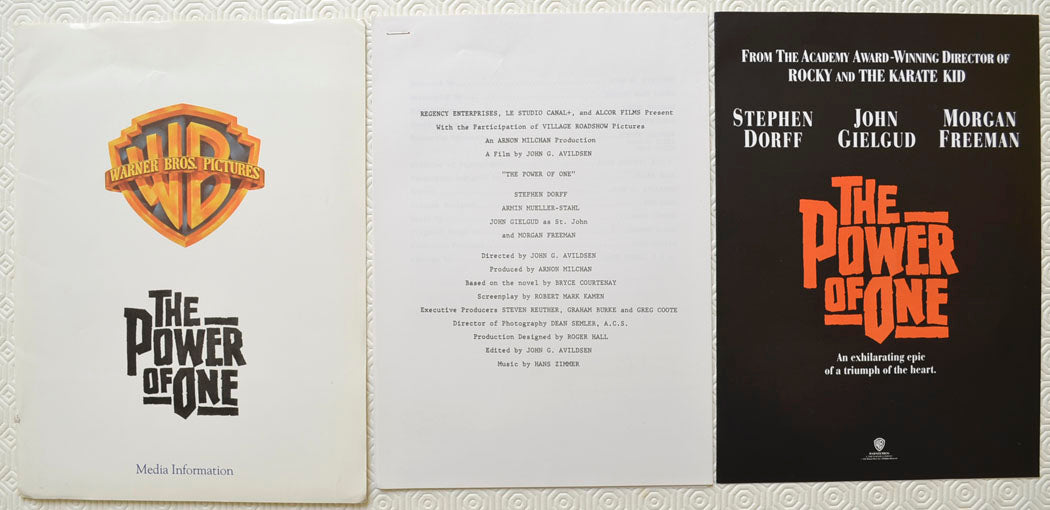 WARNER BROS. PICTURES
WB
THE
POWER
OF ONE
Media Information
REGENCY ENTERPRISES, LE STUDIO CANAL+, and ALCOR FILMS Present
With the Participation of VILLAGE ROADSHOW Pictures
An ARNON MILCHAN Production
A Film by JOHN G. AVILDSEN
"THE POWER OF ONE"
STEPHEN DORFF
ARMIN MUELLER-STAHL
JOHN GIELGUD as St. John
and MORGAN FREEMAN
Directed by JOHN G. AVILDSEN
Produced by ARNON MILCHAN
Based on the novel by BRYCE COURTENAY
Screenplay by ROBERT MARK KAMEN
Executive Producers STEVEN REUTHER, GRAHAM BURKE and GREG COOTE
Director of Photography DEAN SEMLER, A.C.S.
Production Designed by ROGER HALL
Edited by JOHN G. AVILDSEN
Music by HANS ZIMMER
FROM THE ACADEMY AWARD-WINNING DIRECTOR OF
ROCKY AND THE KARATE KID
STEPHEN DORFF
JOHN GIELGUD
MORGAN FREEMAN
THE
POWER
OF ONE
An exhilarating epic
of a triumph of the heart.
WARNER BROS.